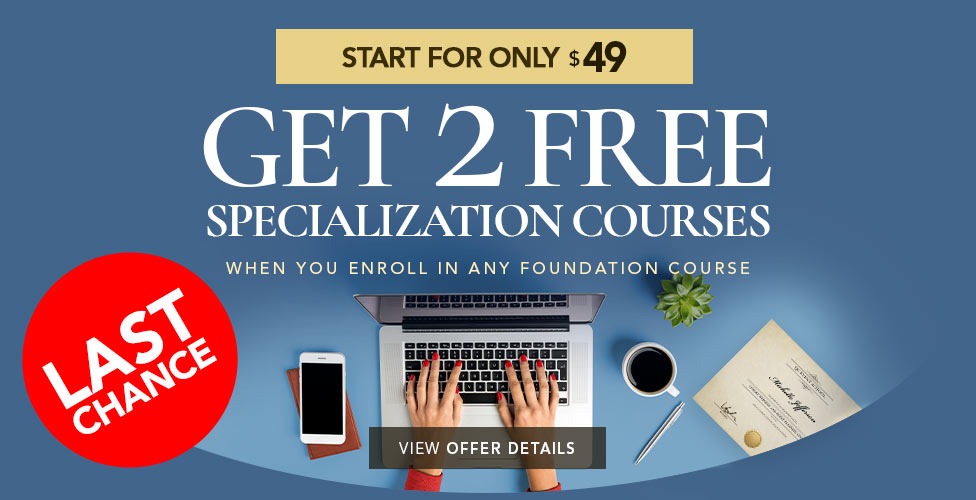 START FOR ONLY $49
GET 2 FREE
SPECIALIZATION COURSES
WHEN YOU ENROLL IN ANY FOUNDATION COURSE
LAST
CHANCE
VIEW OFFER DETAILS